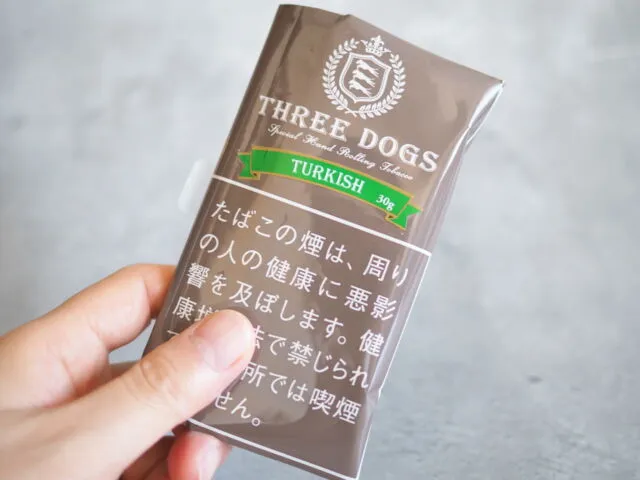 THREE DOGS
Special Hand Rolling Tobacco
TURKISH
30g
たばこの煙は、周り
の人の健康に悪影
響を及ぼします。健
康が 法で禁じられ
所では喫煙
せん。